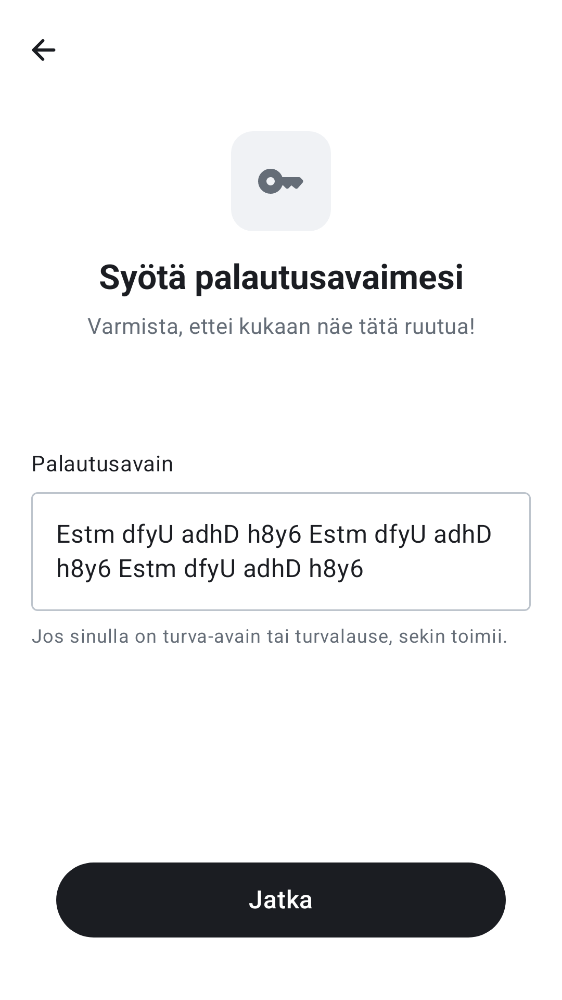 Syötä palautusavaimesi
Varmista, ettei kukaan näe tätä ruutua!
Palautusavain
Estm dfyU adhD h8y6 Estm dfyU adhD
h8y6 Estm dfyU adhD h8y6
Jos sinulla on turva-avain tai turvalause, sekin toimii.
Jatka